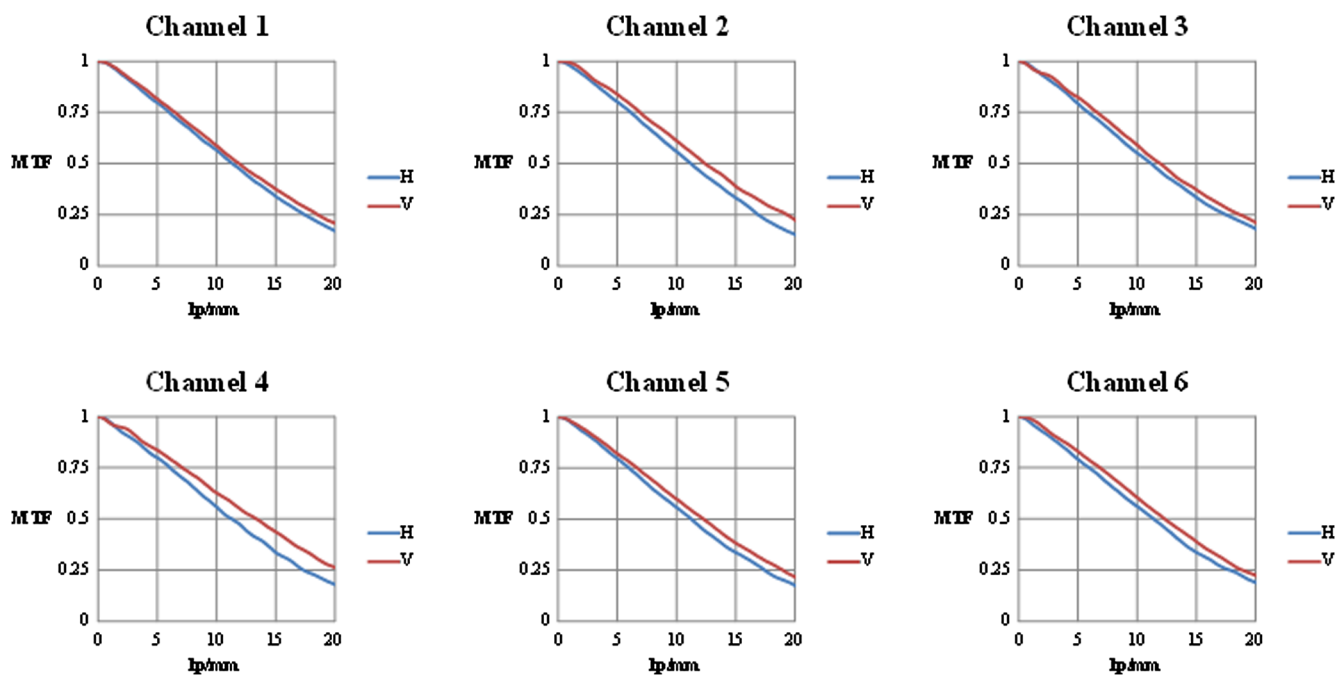 Channel 1
1
0.75
MTF 0.5
0.25
0
0 5 10 15 20
lp/mm
H
V
Channel 2
1
0.75
MTF 0.5
0.25
0
0 5 10 15 20
lp/mm
H
V
Channel 3
1
0.75
MTF 0.5
0.25
0
0 5 10 15 20
lp/mm
H
V
Channel 4
1
0.75
MTF 0.5
0.25
0
0 5 10 15 20
lp/mm
H
V
Channel 5
1
0.75
MTF 0.5
0.25
0
0 5 10 15 20
lp/mm
H
V
Channel 6
1
0.75
MTF 0.5
0.25
0
0 5 10 15 20
lp/mm
H
V